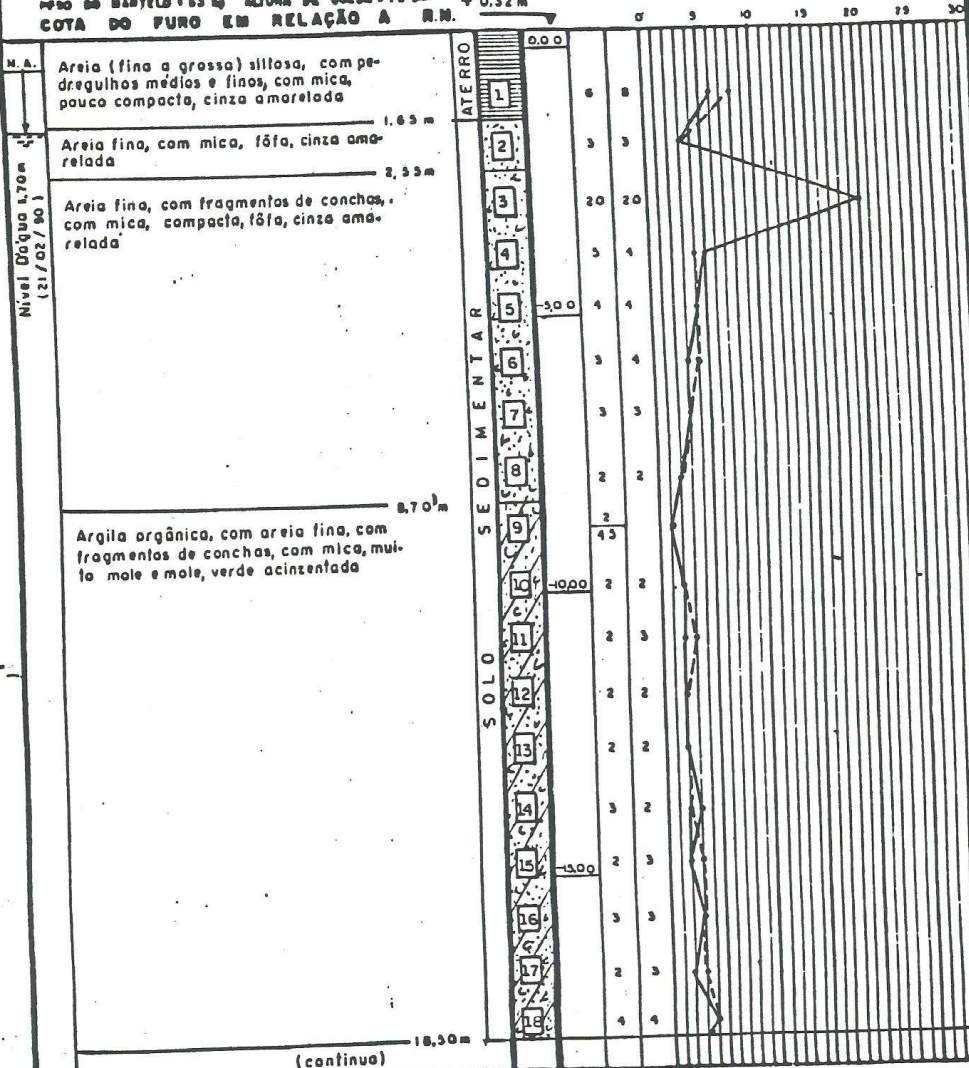 COTA DO FURO EM RELAÇÃO A R.N.
+ 0,32 m
0 5 10 15 20 25 30
N.A.
Nível D'água 1,70m
(21/02/90)
Areia (fina a grossa) siltosa, com pe-
dregulhos médios e finos, com mica,
pouco compacta, cinza amarelada
1,65 m
Areia fina, com mica, fôfa, cinza ama-
relada
2,55 m
Areia fina, com fragmentos de conchas,
com mica, compacta, fôfa, cinza ama-
relada
8,70 m
Argila orgânica, com areia fina, com
fragmentos de conchas, com mica, mui-
to mole e mole, verde acinzentada
18,50 m
(continua)
ATERRO
SOLO SEDIMENTAR
0,00
-5,00
-10,00
-15,00
1 6 8
2 3 3
3 20 20
4 5 4
5 4 4
6 3 4
7 3 3
8 2 2
9 2
45
10 2 2
11 2 3
12 2 2
13 2 2
14 3 2
15 2 3
16 3 3
17 2 3
18 4 4